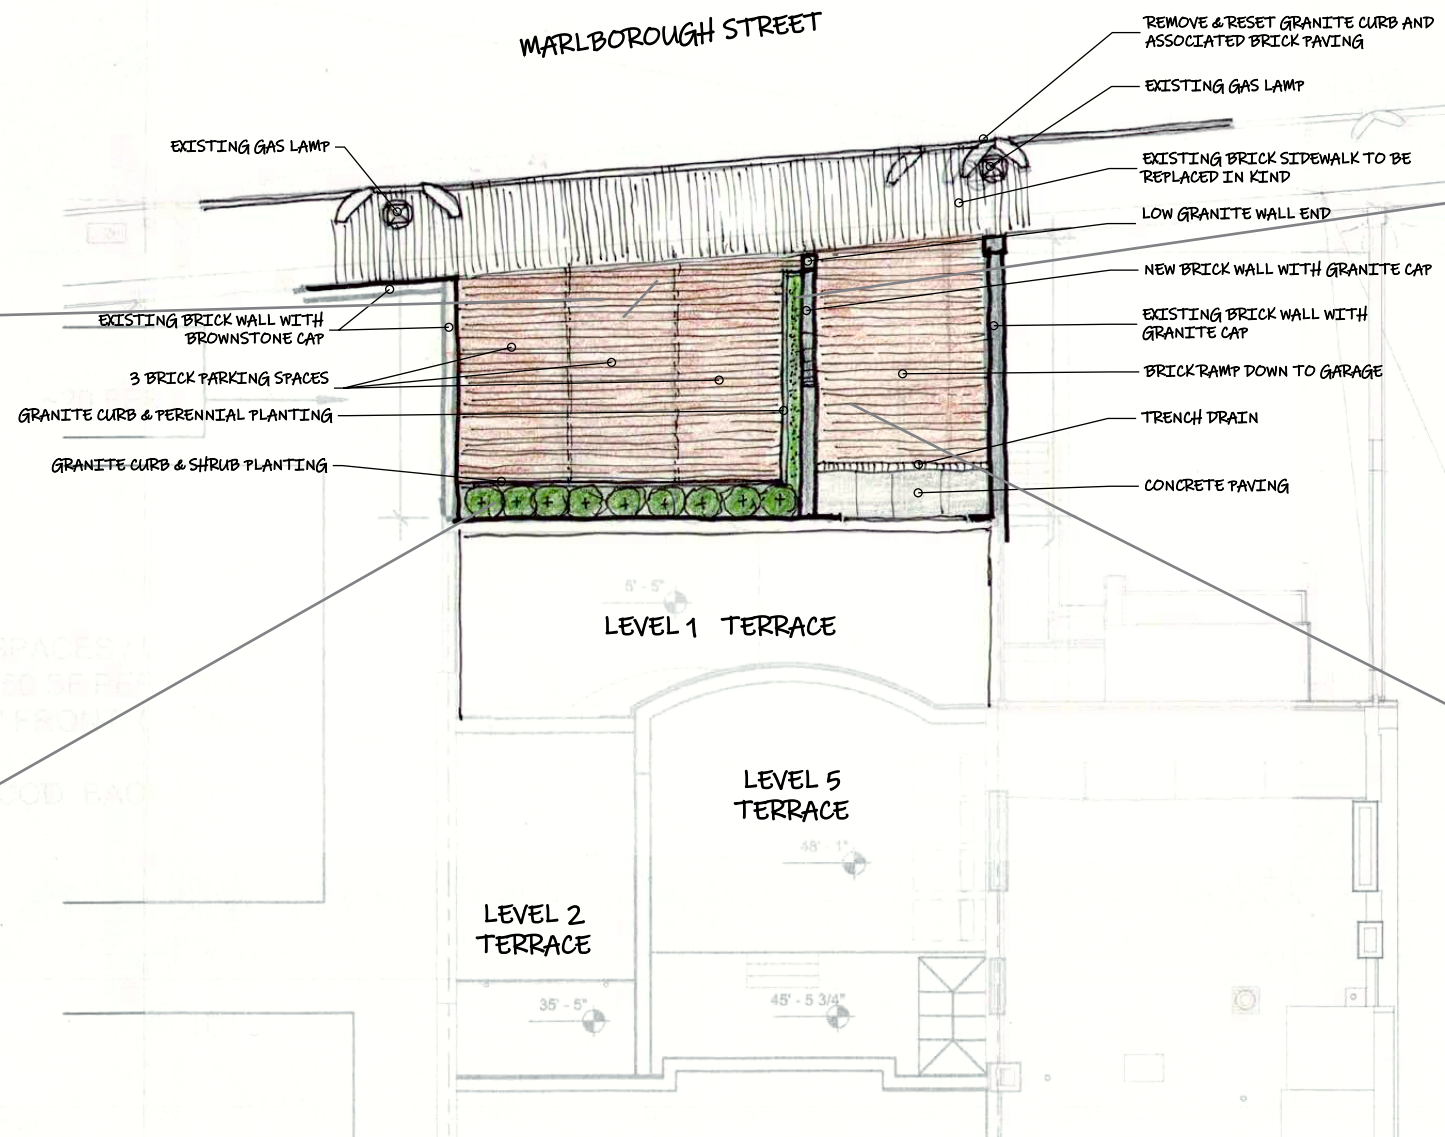 MARLBOROUGH STREET
REMOVE & RESET GRANITE CURB AND
ASSOCIATED BRICK PAVING
EXISTING GAS LAMP
EXISTING GAS LAMP
EXISTING BRICK SIDEWALK TO BE
REPLACED IN KIND
LOW GRANITE WALL END
NEW BRICK WALL WITH GRANITE CAP
EXISTING BRICK WALL WITH
BROWNSTONE CAP
EXISTING BRICK WALL WITH
GRANITE CAP
3 BRICK PARKING SPACES
BRICK RAMP DOWN TO GARAGE
GRANITE CURB & PERENNIAL PLANTING
TRENCH DRAIN
GRANITE CURB & SHRUB PLANTING
CONCRETE PAVING
LEVEL 1 TERRACE
LEVEL 5
TERRACE
48' - 1"
LEVEL 2
TERRACE
35' - 5"
45' - 5 3/4"